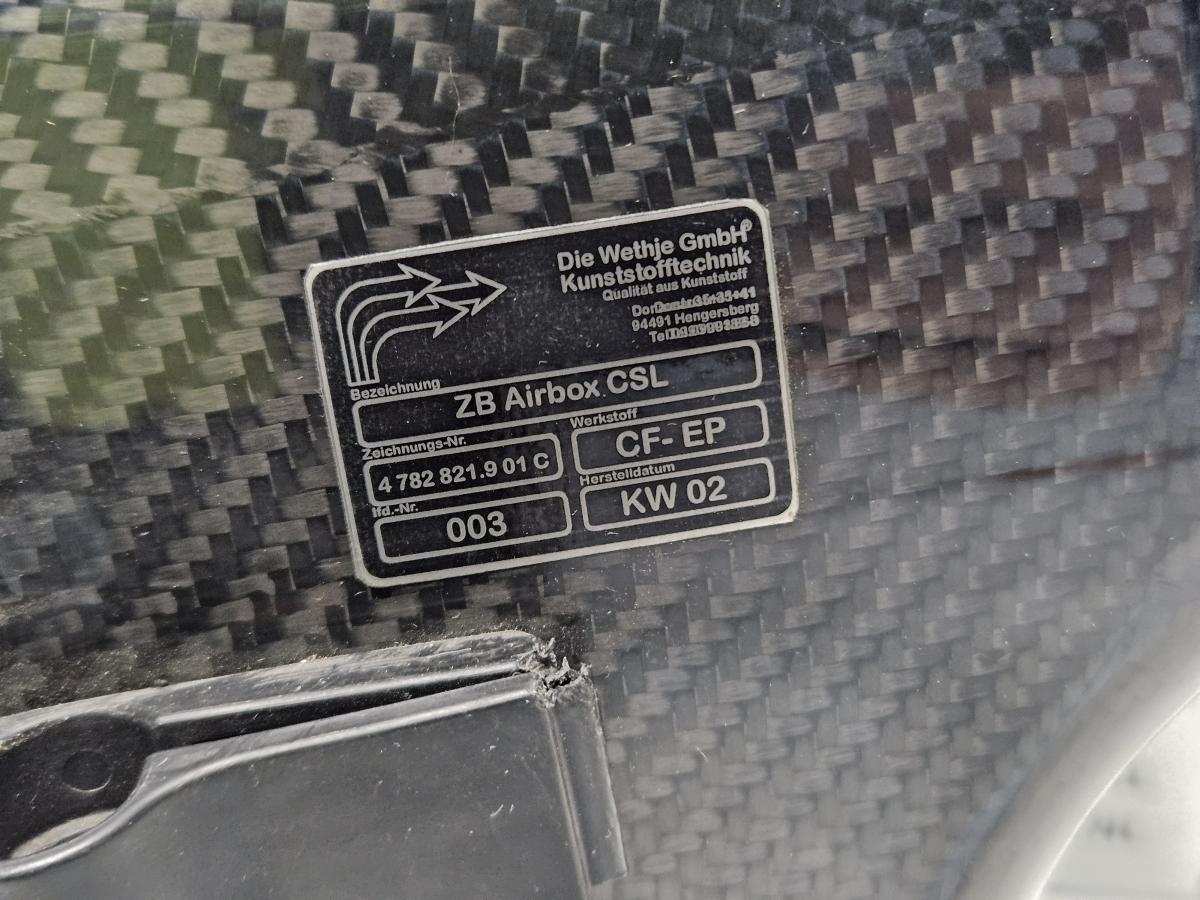 Die Wethje GmbH®
Kunststofftechnik
Qualität aus Kunststoff
94491 Hengersberg
Bezeichnung
ZB Airbox CSL
Zeichnungs-Nr.
4 782 821.9 01 C
Werkstoff
CF- EP
lfd.-Nr.
003
Herstelldatum
KW 02